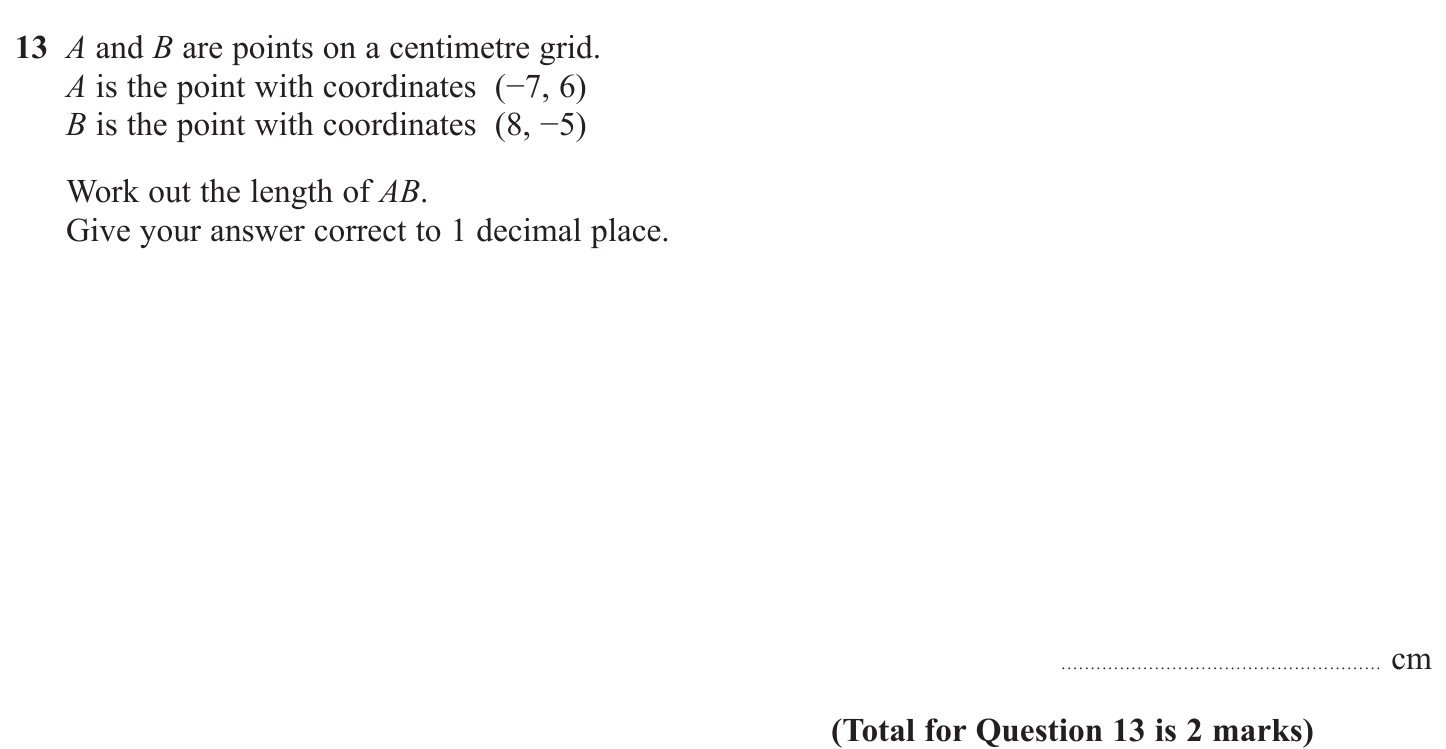 13 A and B are points on a centimetre grid.
A is the point with coordinates (−7, 6)
B is the point with coordinates (8, −5)
Work out the length of AB.
Give your answer correct to 1 decimal place.
...................................................... cm
(Total for Question 13 is 2 marks)